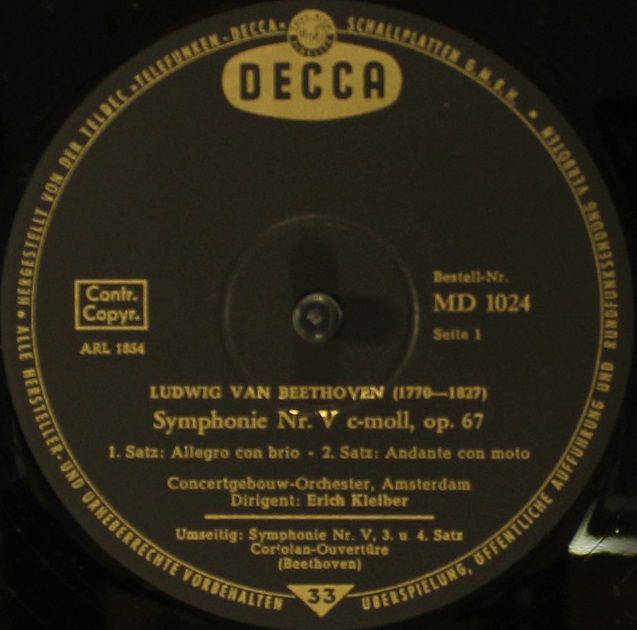 ALLE HERSTELLER- UND URHEBERRECHTE VORBEHALTEN
HERGESTELLT VON DER TELDEC »TELEFUNKEN-DECCA« SCHALLPLATTEN G.M.B.H.
ÜBERSPIELUNG, ÖFFENTLICHE AUFFÜHRUNG UND RUNDFUNKSENDUNG VERBOTEN
DECCA
Contr.
Copyr.
ARL 1854
Bestell-Nr.
MD 1024
Seite 1
LUDWIG VAN BEETHOVEN (1770—1827)
Symphonie Nr. V c-moll, op. 67
1. Satz: Allegro con brio - 2. Satz: Andante con moto
Concertgebouw-Orchester, Amsterdam
Dirigent: Erich Kleiber
Umseitig: Symphonie Nr. V, 3. u 4. Satz
Coriolan-Ouvertüre
(Beethoven)
33